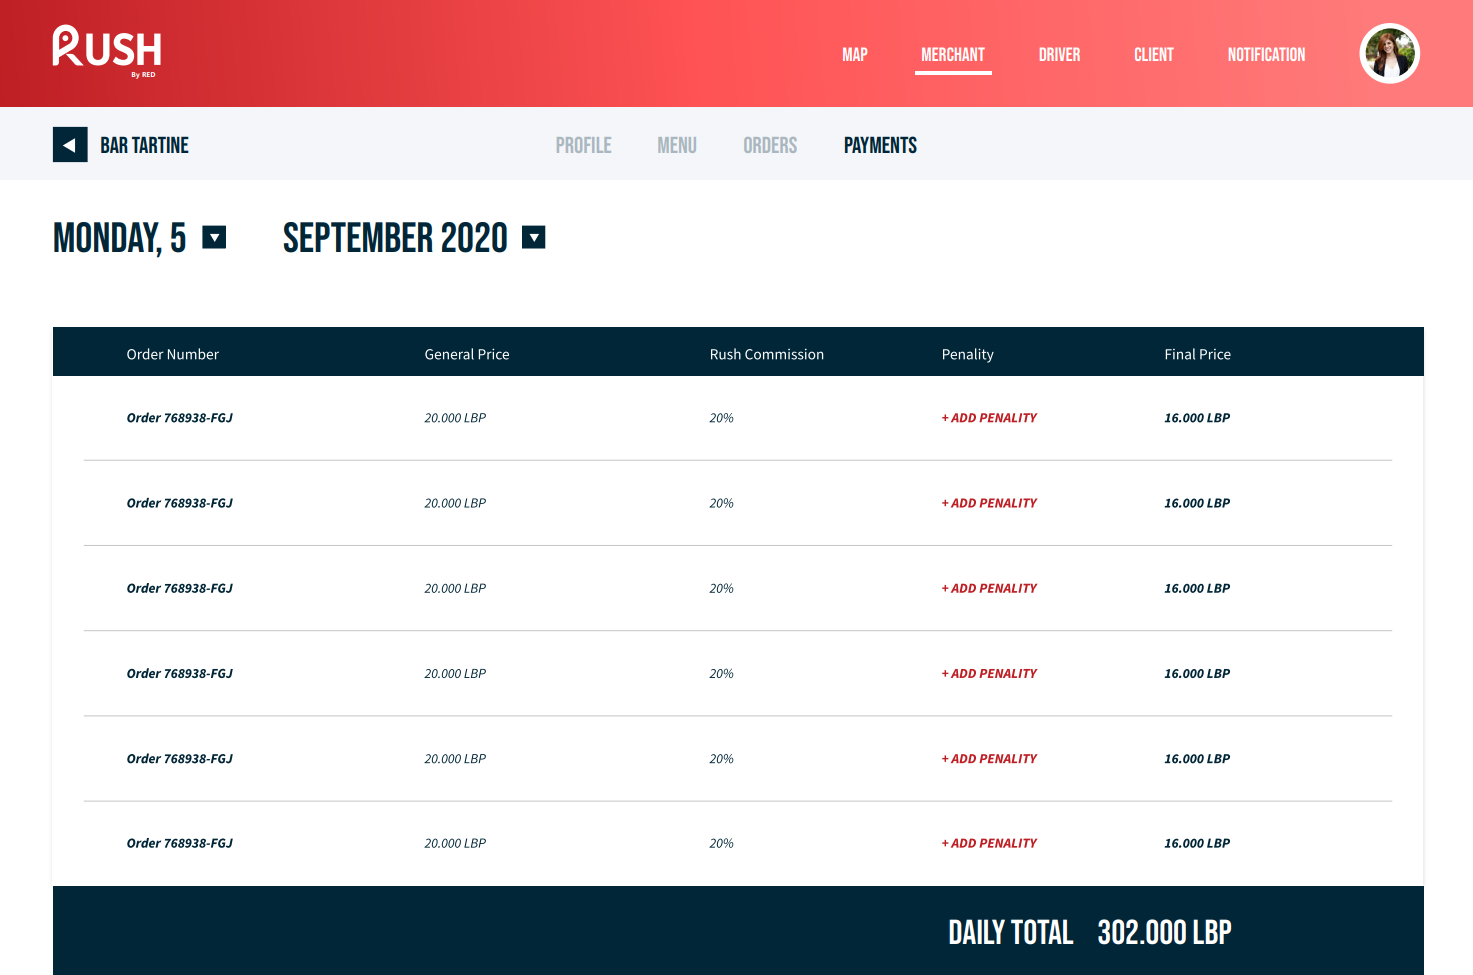 RUSH
By RED
MAP MERCHANT DRIVER CLIENT NOTIFICATION
BAR TARTINE PROFILE MENU ORDERS PAYMENTS
MONDAY, 5 SEPTEMBER 2020
Order Number General Price Rush Commission Penality Final Price
Order 768938-FGJ 20.000 LBP 20% + ADD PENALITY 16.000 LBP
Order 768938-FGJ 20.000 LBP 20% + ADD PENALITY 16.000 LBP
Order 768938-FGJ 20.000 LBP 20% + ADD PENALITY 16.000 LBP
Order 768938-FGJ 20.000 LBP 20% + ADD PENALITY 16.000 LBP
Order 768938-FGJ 20.000 LBP 20% + ADD PENALITY 16.000 LBP
Order 768938-FGJ 20.000 LBP 20% + ADD PENALITY 16.000 LBP
DAILY TOTAL 302.000 LBP